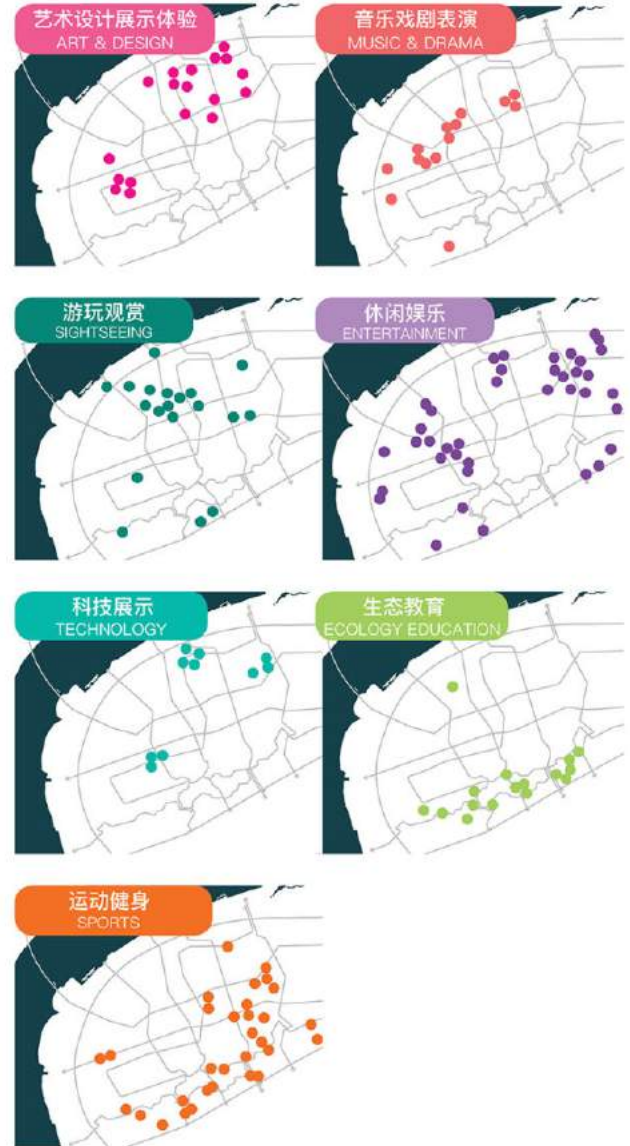 艺术设计展示体验
ART & DESIGN
音乐戏剧表演
MUSIC & DRAMA
游玩观赏
SIGHTSEEING
休闲娱乐
ENTERTAINMENT
科技展示
TECHNOLOGY
生态教育
ECOLOGY EDUCATION
运动健身
SPORTS